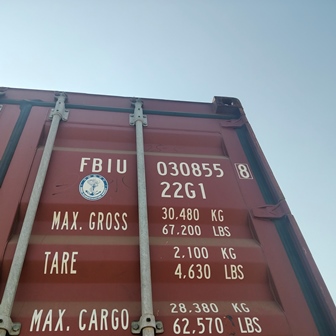 FBIU 030855 8
22G1
MAX. GROSS 30.480 KG
67.200 LBS
TARE 2.100 KG
4.630 LBS
MAX. CARGO 28.380 KG
62.570 LBS